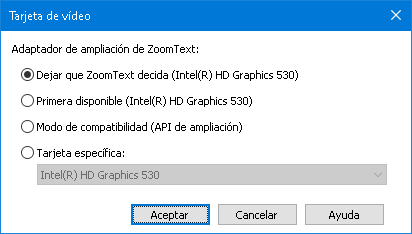 Tarjeta de vídeo
Adaptador de ampliación de ZoomText:
Dejar que ZoomText decida (Intel(R) HD Graphics 530)
Primera disponible (Intel(R) HD Graphics 530)
Modo de compatibilidad (API de ampliación)
Tarjeta específica:
Intel(R) HD Graphics 530
Aceptar Cancelar Ayuda